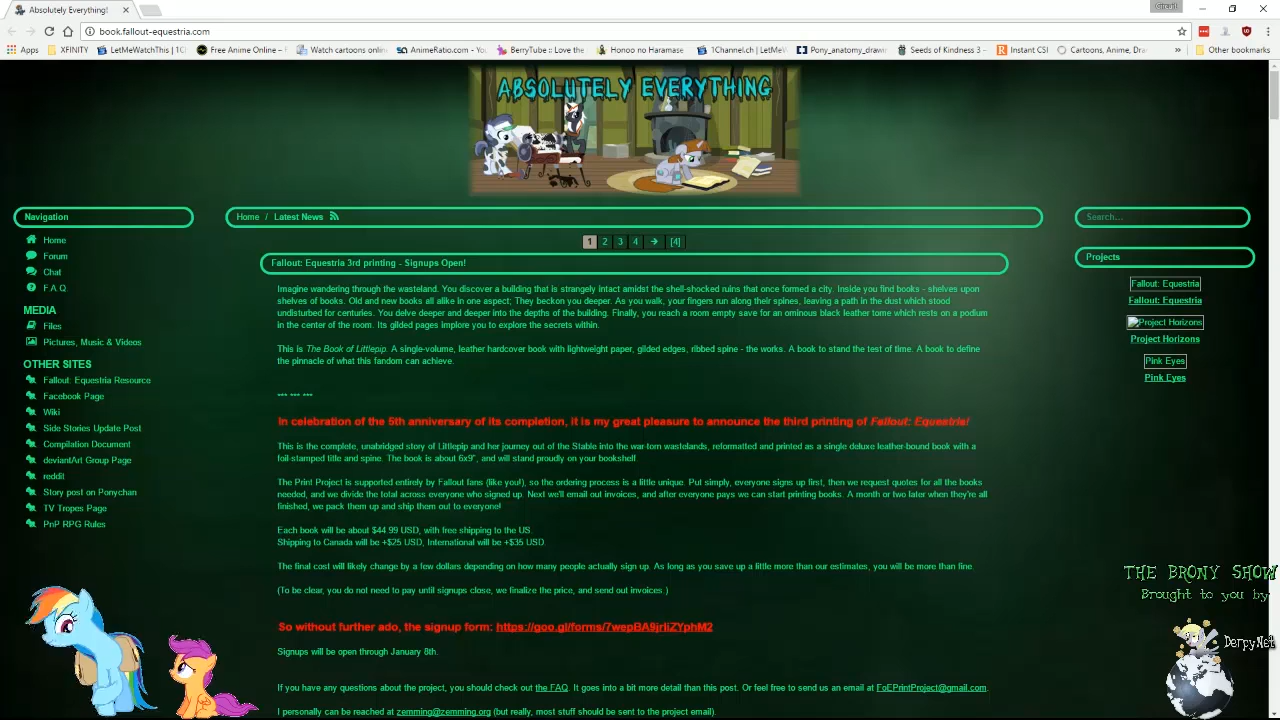 Absolutely Everything!
Circuit
book.fallout-equestria.com
Apps
XFINITY
LetMeWatchThis | 1C
Free Anime Online -
Watch cartoons online
AnimeRatio.com - You
BerryTube :: Love the
Honoo no Haramase
1Channel.ch | LetMeW
Pony_anatomy_draw
Seeds of Kindness 3 -
Instant CSI
Cartoons, Anime, Dra
Other bookmarks
ABSOLUTELY EVERYTHING
Navigation
Home
Forum
Chat
F.A.Q.
MEDIA
Files
Pictures, Music & Videos
OTHER SITES
Fallout: Equestria Resource
Facebook Page
Wiki
Side Stories Update Post
Compilation Document
deviantArt Group Page
reddit
Story post on Ponychan
TV Tropes Page
PnP RPG Rules
Home / Latest News
1 2 3 4 → [4]
Fallout: Equestria 3rd printing - Signups Open!
Imagine wandering through the wasteland. You discover a building that is strangely intact amidst the shell-shocked ruins that once formed a city. Inside you find books - shelves upon
shelves of books. Old and new books all alike in one aspect; They beckon you deeper. As you walk, your fingers run along their spines, leaving a path in the dust which stood
undisturbed for centuries. You delve deeper and deeper into the depths of the building. Finally, you reach a room empty save for an ominous black leather tome which rests on a podium
in the center of the room. Its gilded pages implore you to explore the secrets within.
This is The Book of Littlepip. A single-volume, leather hardcover book with lightweight paper, gilded edges, ribbed spine - the works. A book to stand the test of time. A book to define
the pinnacle of what this fandom can achieve.
*** *** ***
In celebration of the 5th anniversary of its completion, it is my great pleasure to announce the third printing of Fallout: Equestria!
This is the complete, unabridged story of Littlepip and her journey out of the Stable into the war-torn wastelands, reformatted and printed as a single deluxe leather-bound book with a
foil-stamped title and spine. The book is about 6x9", and will stand proudly on your bookshelf.
The Print Project is supported entirely by Fallout fans (like you!), so the ordering process is a little unique. Put simply, everyone signs up first, then we request quotes for all the books
needed, and we divide the total across everyone who signed up. Next we'll email out invoices, and after everyone pays we can start printing books. A month or two later when they're all
finished, we pack them up and ship them out to everyone!
Each book will be about $44.99 USD, with free shipping to the US.
Shipping to Canada will be +$25 USD, International will be +$35 USD.
The final cost will likely change by a few dollars depending on how many people actually sign up. As long as you save up a little more than our estimates, you will be more than fine.
(To be clear, you do not need to pay until signups close, we finalize the price, and send out invoices.)
So without further ado, the signup form: https://goo.gl/forms/7wepBA9jrIiZYphM2
Signups will be open through January 8th.
If you have any questions about the project, you should check out the FAQ. It goes into a bit more detail than this post. Or feel free to send us an email at FoEPrintProject@gmail.com.
I personally can be reached at zemming@zemming.org (but really, most stuff should be sent to the project email).
Search...
Projects
Fallout: Equestria
Fallout: Equestria
Project Horizons
Project Horizons
Pink Eyes
Pink Eyes
THE BRONY SHOW
Brought to you by
DerpyNet